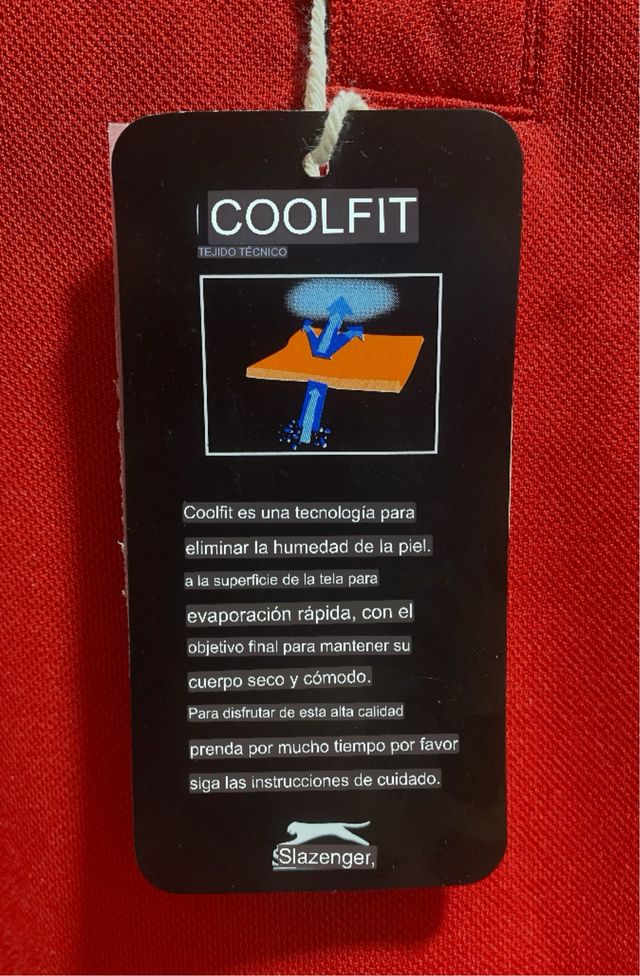 COOLFIT
TEJIDO TÉCNICO
Coolfit es una tecnología para
eliminar la humedad de la piel.
a la superficie de la tela para
evaporación rápida, con el
objetivo final para mantener su
cuerpo seco y cómodo.
Para disfrutar de esta alta calidad
prenda por mucho tiempo por favor
siga las instrucciones de cuidado.
Slazenger,